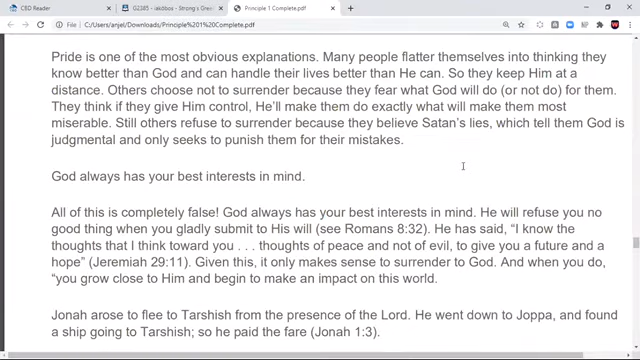 CBD Reader
G2385 - iakōbos - Strong's Greek
Principle 1 Complete.pdf
File | C:/Users/anjel/Downloads/Principle%201%20Complete.pdf
Pride is one of the most obvious explanations. Many people flatter themselves into thinking they
know better than God and can handle their lives better than He can. So they keep Him at a
distance. Others choose not to surrender because they fear what God will do (or not do) for them.
They think if they give Him control, He'll make them do exactly what will make them most
miserable. Still others refuse to surrender because they believe Satan's lies, which tell them God is
judgmental and only seeks to punish them for their mistakes.
God always has your best interests in mind.
All of this is completely false! God always has your best interests in mind. He will refuse you no
good thing when you gladly submit to His will (see Romans 8:32). He has said, “I know the
thoughts that I think toward you . . . thoughts of peace and not of evil, to give you a future and a
hope” (Jeremiah 29:11). Given this, it only makes sense to surrender to God. And when you do,
“you grow close to Him and begin to make an impact on this world.
Jonah arose to flee to Tarshish from the presence of the Lord. He went down to Joppa, and found
a ship going to Tarshish; so he paid the fare (Jonah 1:3).